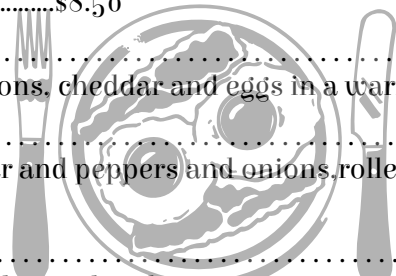 ..........$8.50
ons, cheddar and eggs in a war
r and peppers and onions,rolle